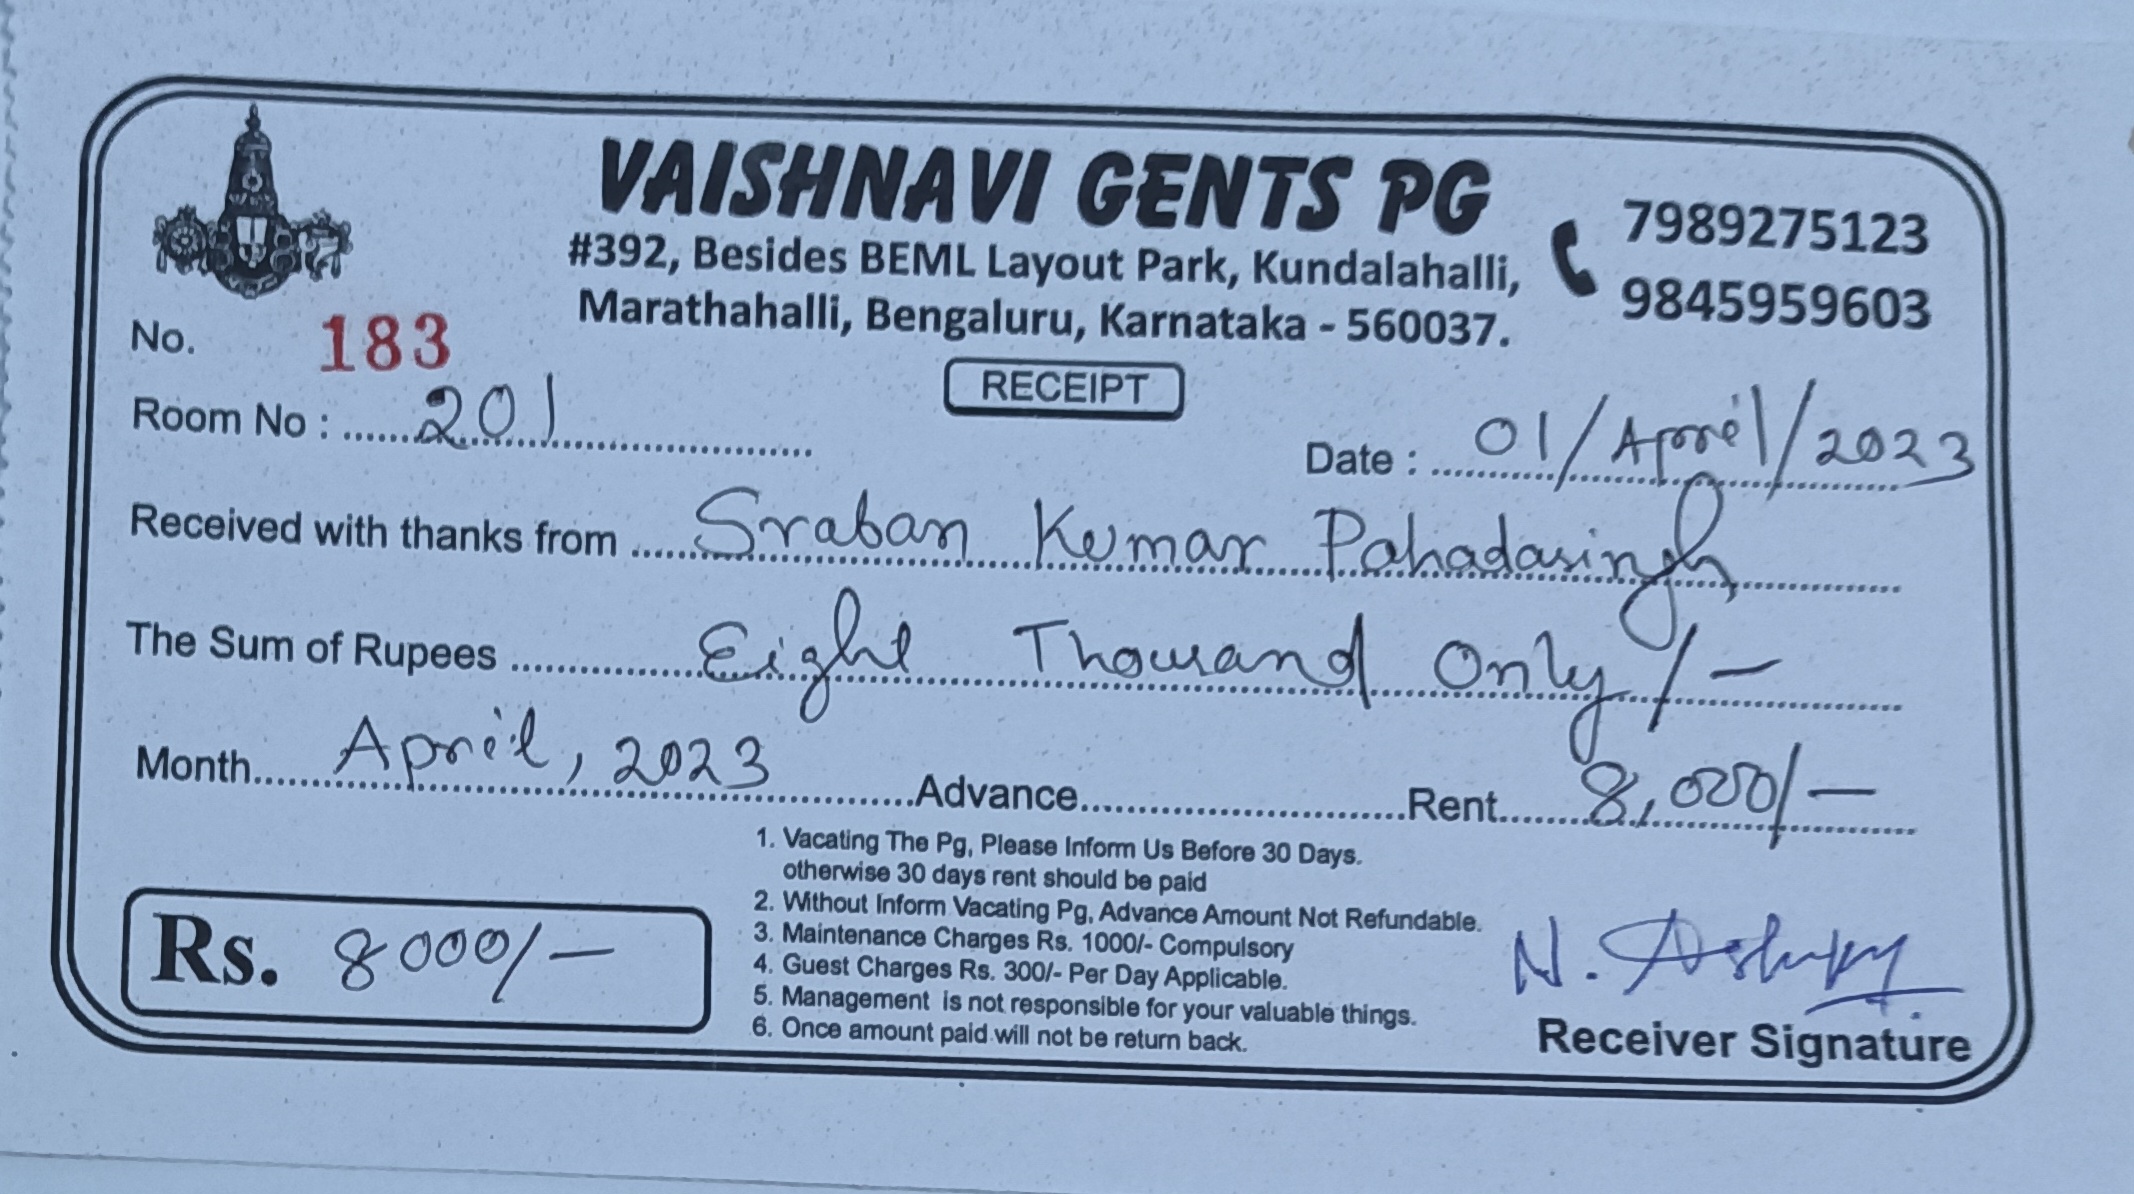 VAISHNAVI GENTS PG
#392, Besides BEML Layout Park, Kundalahalli,
Marathahalli, Bengaluru, Karnataka - 560037.
7989275123
9845959603
No. 183
RECEIPT
Room No : 201
Date : 01/April/2023
Received with thanks from Sraban Kumar Pahadasingh
The Sum of Rupees Eight Thousand Only/-
Month April, 2023 Advance Rent 8,000/-
1. Vacating The Pg, Please Inform Us Before 30 Days.
otherwise 30 days rent should be paid
2. Without Inform Vacating Pg, Advance Amount Not Refundable.
3. Maintenance Charges Rs. 1000/- Compulsory
4. Guest Charges Rs. 300/- Per Day Applicable.
5. Management is not responsible for your valuable things.
6. Once amount paid will not be return back.
Rs. 8000/-
N.
Receiver Signature